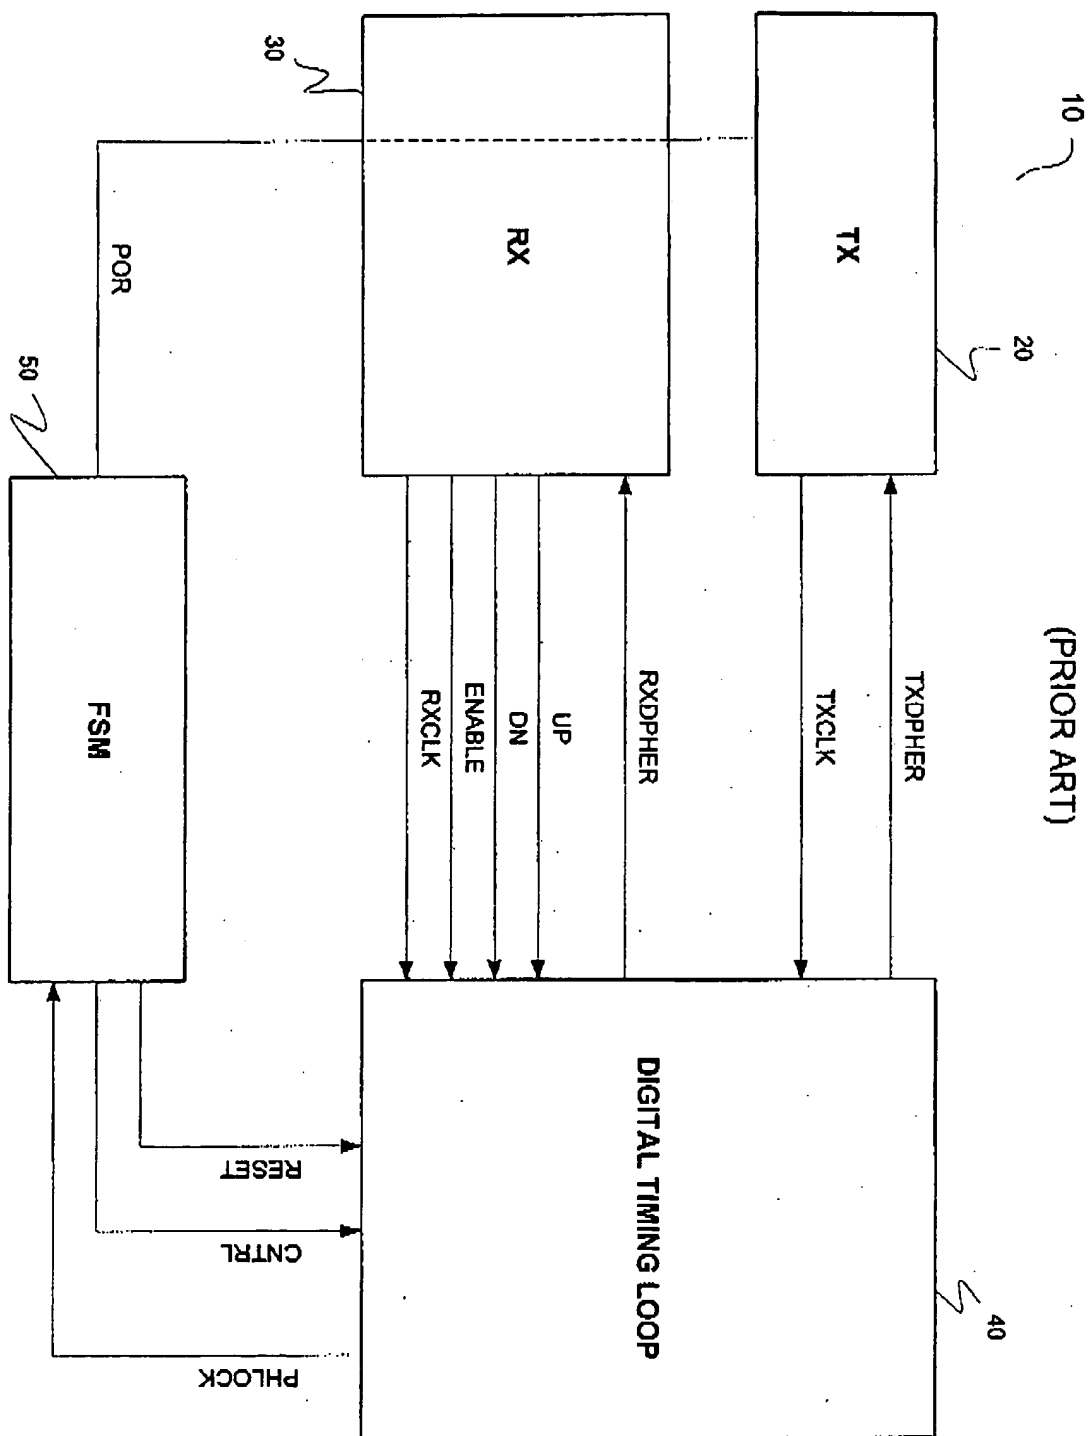 (PRIOR ART)
10
20
TX
TXDPHER
TXCLK
40
30
RX
RXDPHER
UP
DN
ENABLE
RXCLK
DIGITAL TIMING LOOP
POR
50
FSM
RESET
CNTRL
PHLOCK